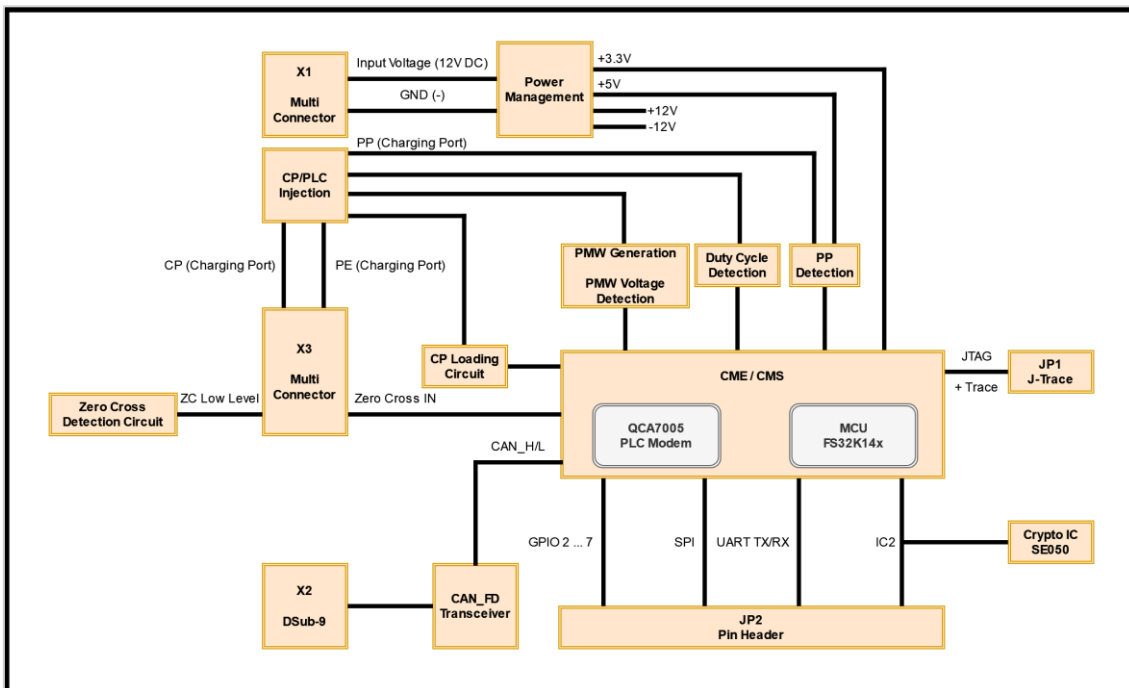 X1
Multi
Connector
Input Voltage (12V DC)
GND (-)
Power
Management
+3.3V
+5V
+12V
-12V
PP (Charging Port)
CP/PLC
Injection
CP (Charging Port)
PE (Charging Port)
PMW Generation
PMW Voltage
Detection
Duty Cycle
Detection
PP
Detection
X3
Multi
Connector
CP Loading
Circuit
CME / CMS
JTAG
+ Trace
JP1
J-Trace
Zero Cross
Detection Circuit
ZC Low Level
Zero Cross IN
QCA7005
PLC Modem
MCU
FS32K14x
CAN_H/L
GPIO 2 ... 7
SPI
UART TX/RX
IC2
Crypto IC
SE050
X2
DSub-9
CAN_FD
Transceiver
JP2
Pin Header